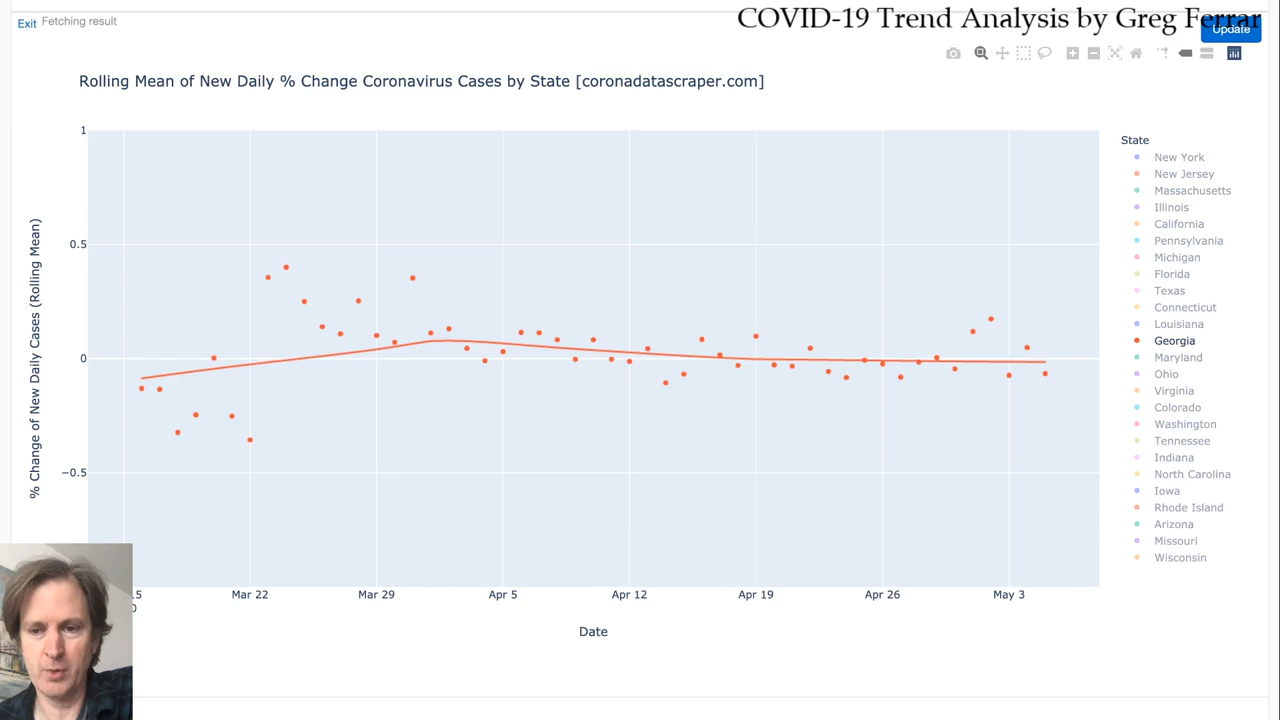 COVID-19 Trend Analysis by Greg Ferrar
Exit Fetching result
Update
Rolling Mean of New Daily % Change Coronavirus Cases by State [coronadatascraper.com]
% Change of New Daily Cases (Rolling Mean)
1
0.5
0
−0.5
Mar 22
Mar 29
Apr 5
Apr 12
Apr 19
Apr 26
May 3
Date
State
New York
New Jersey
Massachusetts
Illinois
California
Pennsylvania
Michigan
Florida
Texas
Connecticut
Louisiana
Georgia
Maryland
Ohio
Virginia
Colorado
Washington
Tennessee
Indiana
North Carolina
Iowa
Rhode Island
Arizona
Missouri
Wisconsin